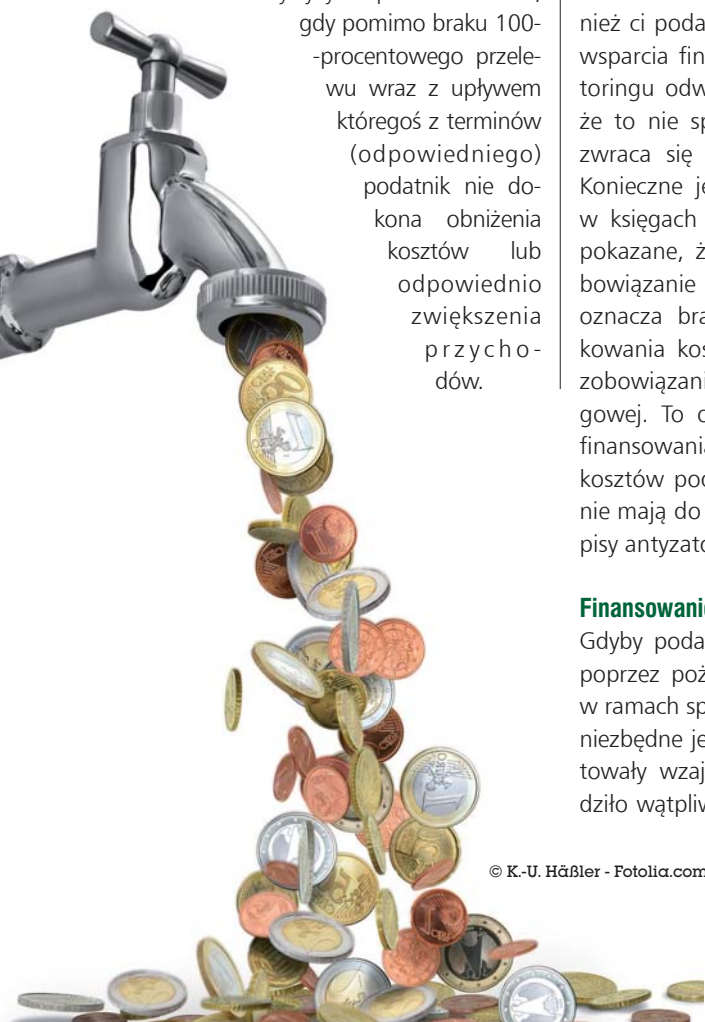 gdy pomimo braku 100-
-procentowego przele-
wu wraz z upływem
któregoś z terminów
(odpowiedniego)
podatnik nie do-
kona obniżenia
kosztów lub
odpowiednio
zwiększenia
przycho-
dów.
nież ci poda
wsparcia fin
toringu odw
że to nie sp
zwraca się
Konieczne je
w księgach
pokazane, ż
bowiązanie
oznacza bra
kowania kos
zobowiązani
gowej. To o
finansowania
kosztów pod
nie mają do
pisy antyzato
Finansowanie
Gdyby poda
poprzez poż
w ramach sp
niezbędne je
towały wzaj
dziło wątpliw
© K.-U. Häßler - Fotolia.com